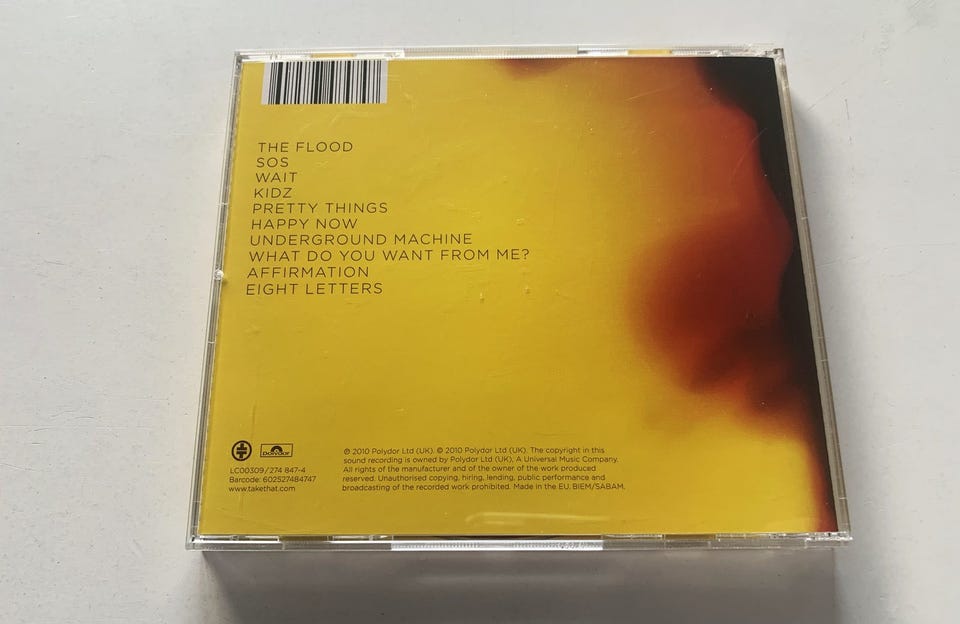 THE FLOOD
SOS
WAIT
KIDZ
PRETTY THINGS
HAPPY NOW
UNDERGROUND MACHINE
WHAT DO YOU WANT FROM ME?
AFFIRMATION
EIGHT LETTERS
polydor
LC00309/274 847-4
Barcode: 602527484747
www.takethat.com
℗ 2010 Polydor Ltd (UK). © 2010 Polydor Ltd (UK). The copyright in this
sound recording is owned by Polydor Ltd (UK), A Universal Music Company.
All rights of the manufacturer and of the owner of the work produced
reserved. Unauthorised copying, hiring, lending, public performance and
broadcasting of the recorded work prohibited. Made in the EU. BIEM/SABAM.